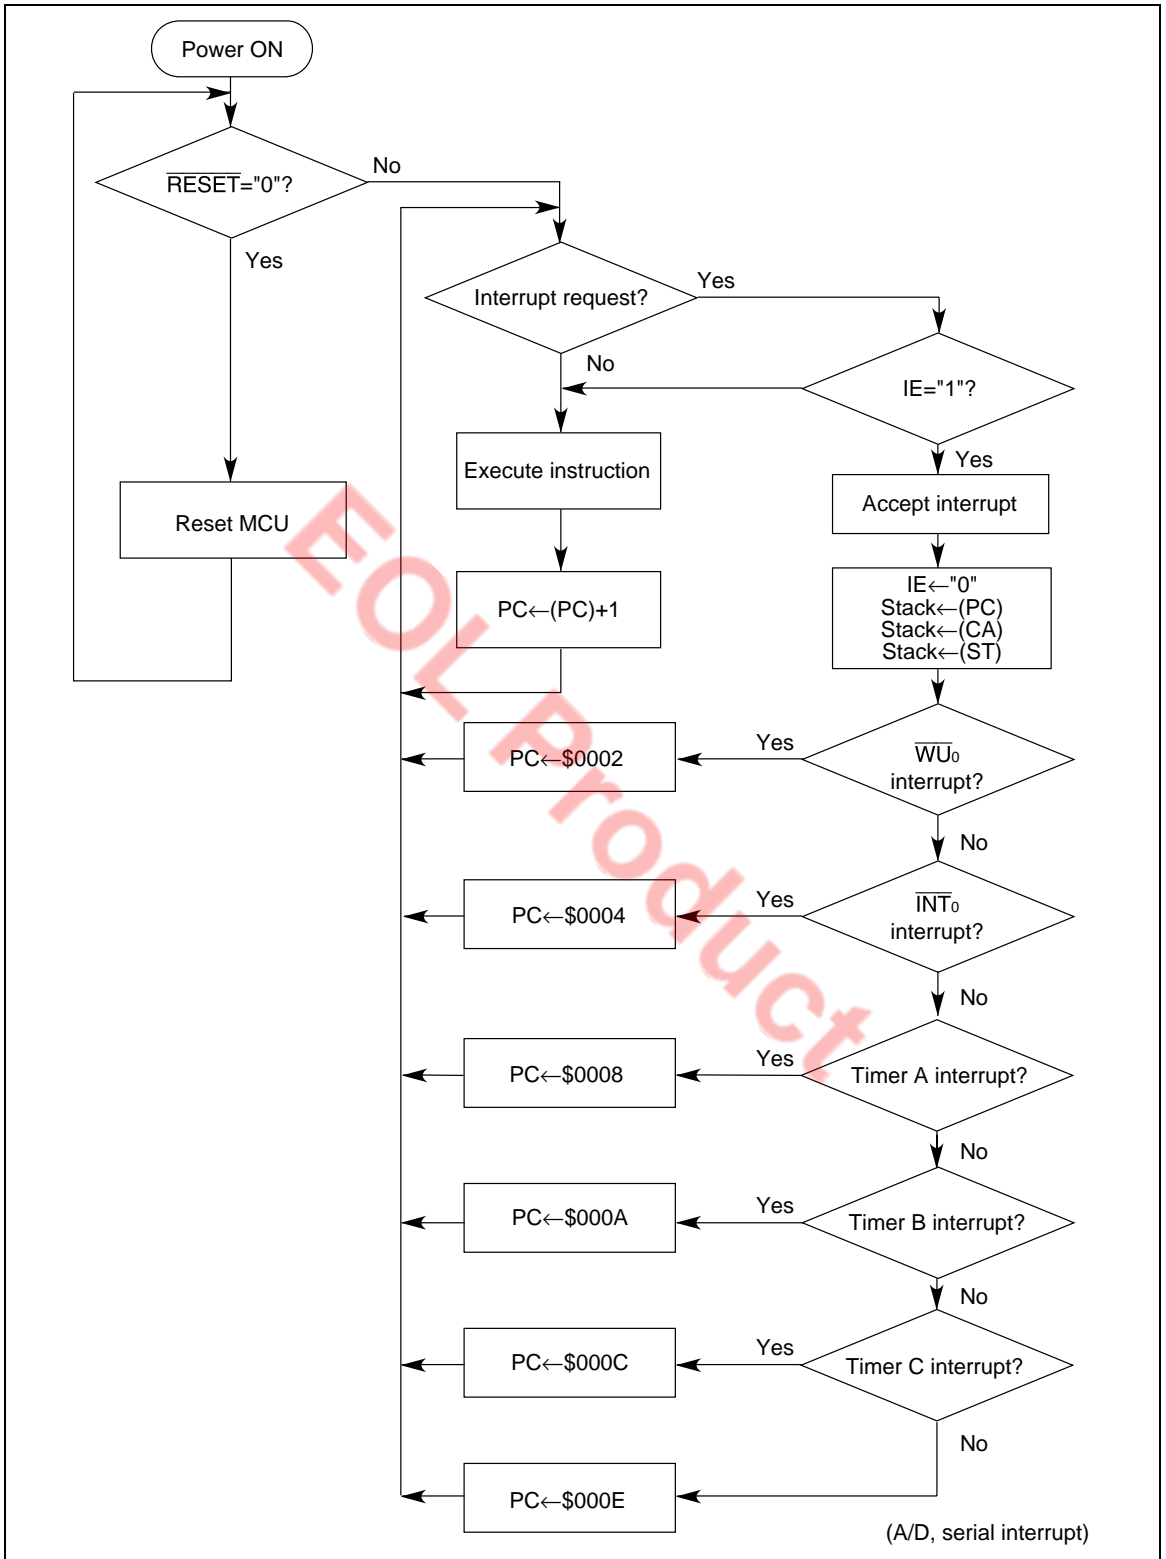 Power ON
RESET="0"?
No
Yes
Interrupt request?
Yes
No
IE="1"?
Yes
Execute instruction
Accept interrupt
Reset MCU
PC←(PC)+1
IE←"0"
Stack←(PC)
Stack←(CA)
Stack←(ST)
PC←$0002
Yes
WU0
interrupt?
No
PC←$0004
Yes
INT0
interrupt?
No
PC←$0008
Yes
Timer A interrupt?
No
PC←$000A
Yes
Timer B interrupt?
No
PC←$000C
Yes
Timer C interrupt?
No
PC←$000E
(A/D, serial interrupt)
EOL Product